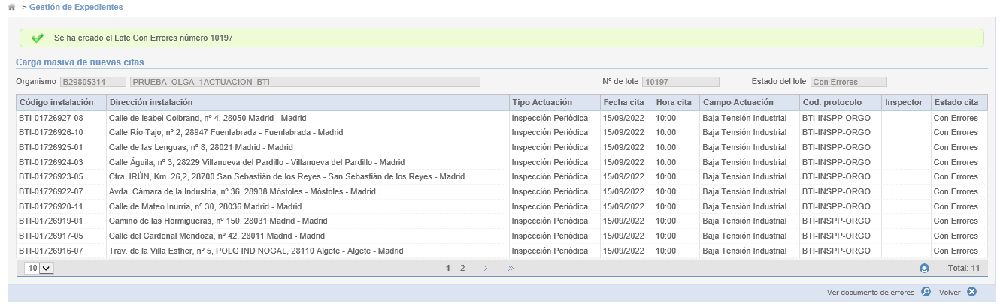 > Gestión de Expedientes
Se ha creado el Lote Con Errores número 10197
Carga masiva de nuevas citas
Organismo B29805314 PRUEBA_OLGA_1ACTUACION_BTI Nº de lote 10197 Estado del lote Con Errores
Código instalación Dirección instalación Tipo Actuación Fecha cita Hora cita Campo Actuación Cod. protocolo Inspector Estado cita
BTI-01726927-08 Calle de Isabel Colbrand, nº 4, 28050 Madrid - Madrid Inspección Periódica 15/09/2022 10:00 Baja Tensión Industrial BTI-INSPP-ORGO Con Errores
BTI-01726926-10 Calle Río Tajo, nº 2, 28947 Fuenlabrada - Fuenlabrada - Madrid Inspección Periódica 15/09/2022 10:00 Baja Tensión Industrial BTI-INSPP-ORGO Con Errores
BTI-01726925-01 Calle de las Lenguas, nº 8, 28021 Madrid - Madrid Inspección Periódica 15/09/2022 10:00 Baja Tensión Industrial BTI-INSPP-ORGO Con Errores
BTI-01726924-03 Calle Águila, nº 3, 28229 Villanueva del Pardillo - Villanueva del Pardillo - Madrid Inspección Periódica 15/09/2022 10:00 Baja Tensión Industrial BTI-INSPP-ORGO Con Errores
BTI-01726923-05 Ctra. IRÚN, Km. 26,2, 28700 San Sebastián de los Reyes - San Sebastián de los Reyes - Madrid Inspección Periódica 15/09/2022 10:00 Baja Tensión Industrial BTI-INSPP-ORGO Con Errores
BTI-01726922-07 Avda. Cámara de la Industria, nº 36, 28938 Móstoles - Móstoles - Madrid Inspección Periódica 15/09/2022 10:00 Baja Tensión Industrial BTI-INSPP-ORGO Con Errores
BTI-01726920-11 Calle de Mateo Inurria, nº 30, 28036 Madrid - Madrid Inspección Periódica 15/09/2022 10:00 Baja Tensión Industrial BTI-INSPP-ORGO Con Errores
BTI-01726919-01 Camino de las Hormigueras, nº 150, 28031 Madrid - Madrid Inspección Periódica 15/09/2022 10:00 Baja Tensión Industrial BTI-INSPP-ORGO Con Errores
BTI-01726917-05 Calle del Cardenal Mendoza, nº 42, 28011 Madrid - Madrid Inspección Periódica 15/09/2022 10:00 Baja Tensión Industrial BTI-INSPP-ORGO Con Errores
BTI-01726916-07 Trav. de la Villa Esther, nº 5, POLG IND NOGAL, 28110 Algete - Algete - Madrid Inspección Periódica 15/09/2022 10:00 Baja Tensión Industrial BTI-INSPP-ORGO Con Errores
10 1 2 Total: 11
Ver documento de errores Volver